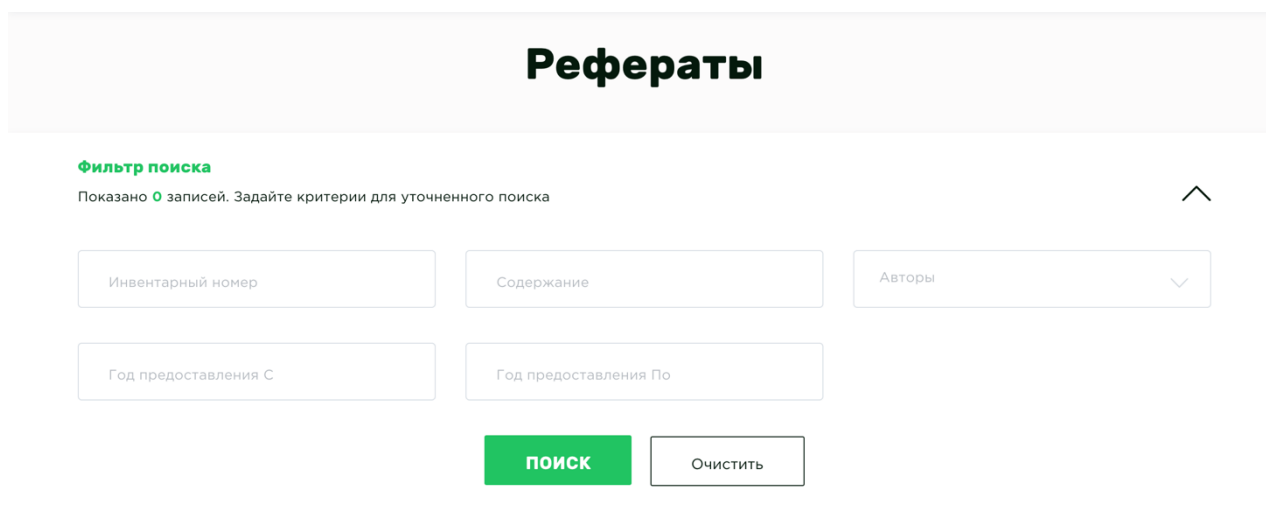 Рефераты
Фильтр поиска
Показано 0 записей. Задайте критерии для уточненного поиска
Инвентарный номер
Содержание
Авторы
Год предоставления С
Год предоставления По
ПОИСК
Очистить